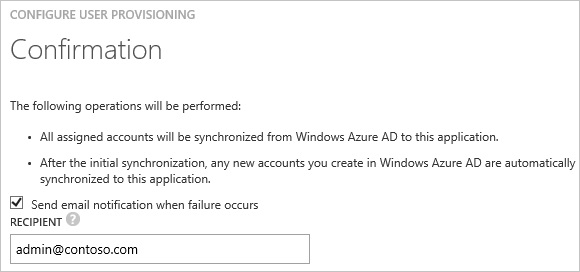 CONFIGURE USER PROVISIONING
Confirmation
The following operations will be performed:
• All assigned accounts will be synchronized from Windows Azure AD to this application.
• After the initial synchronization, any new accounts you create in Windows Azure AD are automatically
synchronized to this application.
Send email notification when failure occurs
RECIPIENT ?
admin@contoso.com